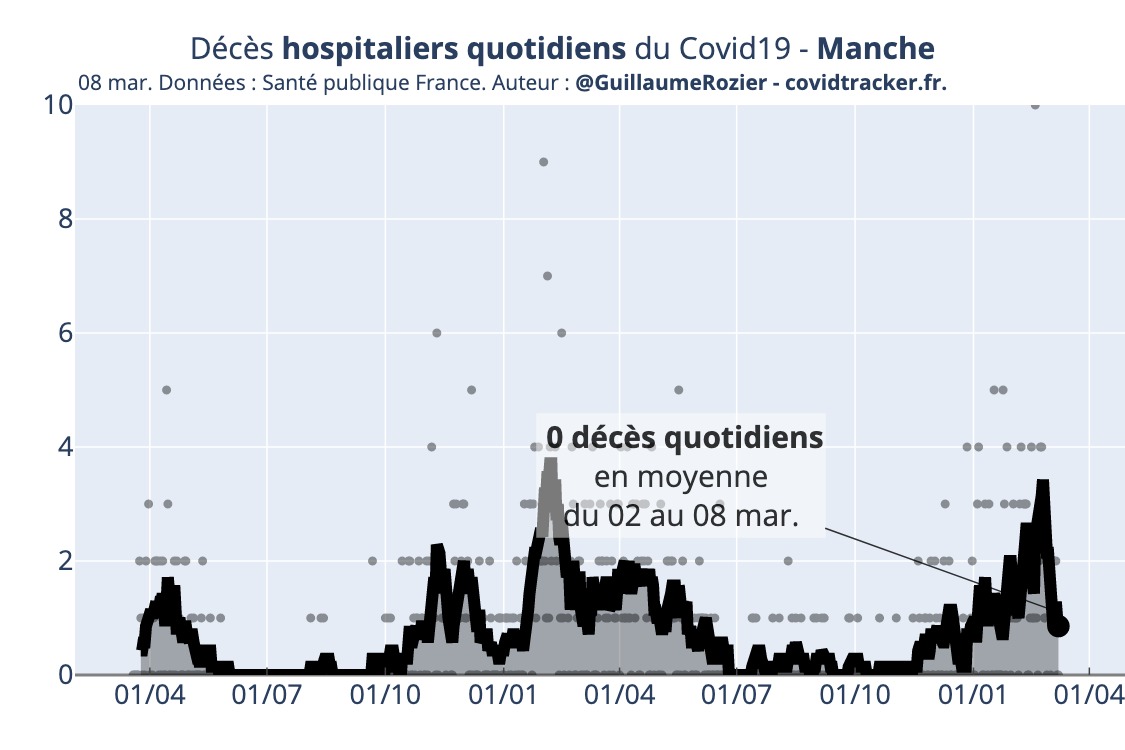 Décès hospitaliers quotidiens du Covid19 - Manche
08 mar. Données : Santé publique France. Auteur : @GuillaumeRozier - covidtracker.fr.
10
8
6
4
2
0
0 décès quotidiens
en moyenne
du 02 au 08 mar.
01/04 01/07 01/10 01/01 01/04 01/07 01/10 01/01 01/04